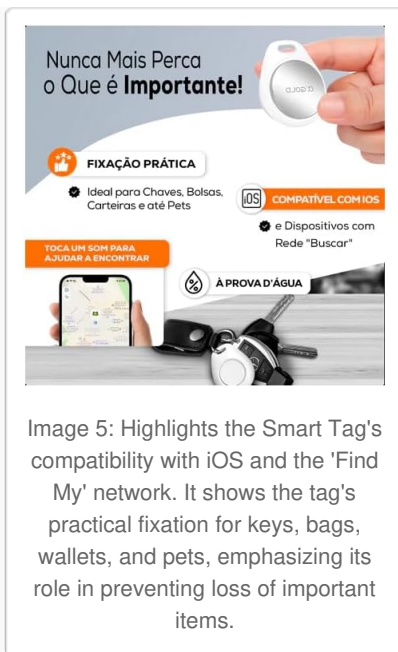 Nunca Mais Perca
o Que é Importante!
FIXAÇÃO PRÁTICA
Ideal para Chaves, Bolsas,
Carteiras e até Pets
iOS
COMPATÍVEL COM IOS
e Dispositivos com
Rede "Buscar"
TOCA UM SOM PARA
AJUDAR A ENCONTRAR
À PROVA D'ÁGUA
Image 5: Highlights the Smart Tag's
compatibility with iOS and the 'Find
My' network. It shows the tag's
practical fixation for keys, bags,
wallets, and pets, emphasizing its
role in preventing loss of important
items.